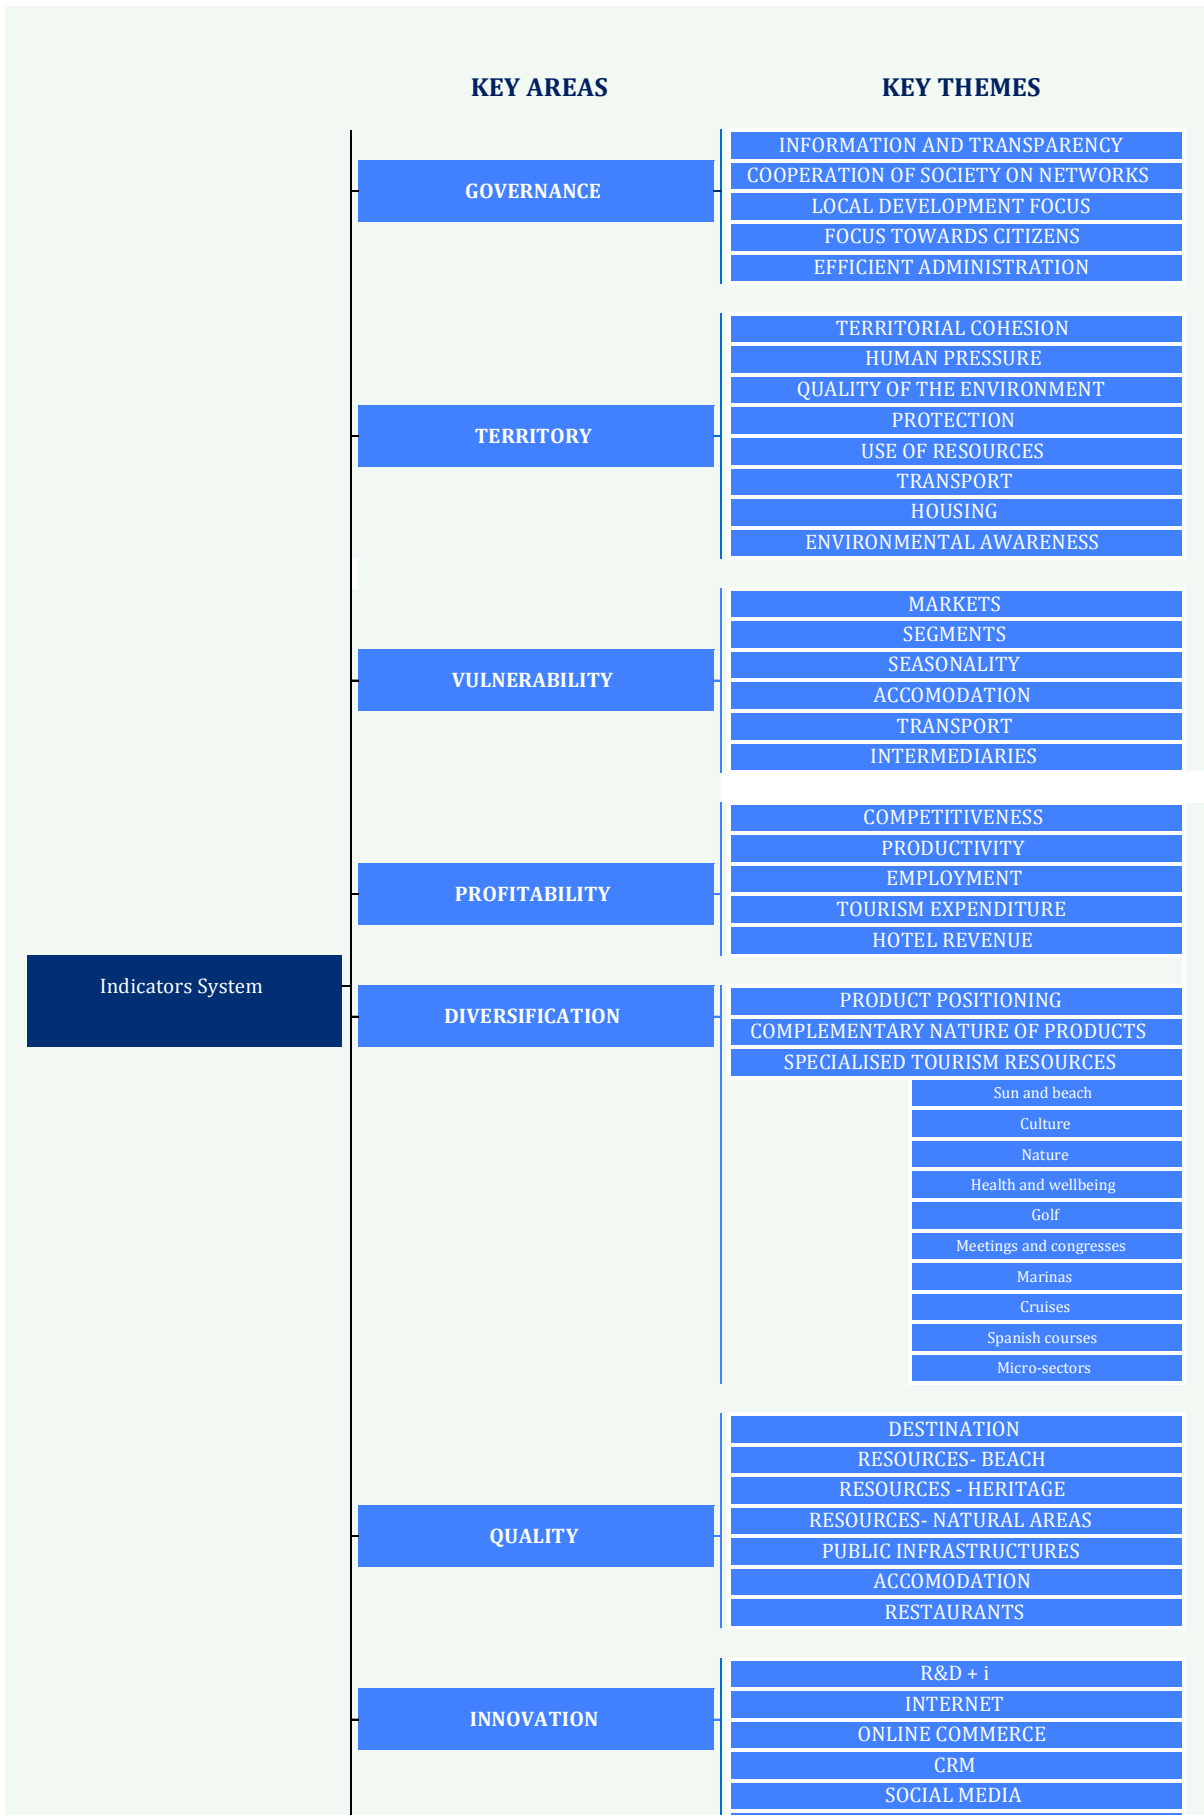 KEY AREAS
KEY THEMES
GOVERNANCE
INFORMATION AND TRANSPARENCY
COOPERATION OF SOCIETY ON NETWORKS
LOCAL DEVELOPMENT FOCUS
FOCUS TOWARDS CITIZENS
EFFICIENT ADMINISTRATION
TERRITORY
TERRITORIAL COHESION
HUMAN PRESSURE
QUALITY OF THE ENVIRONMENT
PROTECTION
USE OF RESOURCES
TRANSPORT
HOUSING
ENVIRONMENTAL AWARENESS
VULNERABILITY
MARKETS
SEGMENTS
SEASONALITY
ACCOMODATION
TRANSPORT
INTERMEDIARIES
PROFITABILITY
COMPETITIVENESS
PRODUCTIVITY
EMPLOYMENT
TOURISM EXPENDITURE
HOTEL REVENUE
Indicators System
DIVERSIFICATION
PRODUCT POSITIONING
COMPLEMENTARY NATURE OF PRODUCTS
SPECIALISED TOURISM RESOURCES
Sun and beach
Culture
Nature
Health and wellbeing
Golf
Meetings and congresses
Marinas
Cruises
Spanish courses
Micro-sectors
QUALITY
DESTINATION
RESOURCES- BEACH
RESOURCES - HERITAGE
RESOURCES- NATURAL AREAS
PUBLIC INFRASTRUCTURES
ACCOMODATION
RESTAURANTS
INNOVATION
R&D + i
INTERNET
ONLINE COMMERCE
CRM
SOCIAL MEDIA